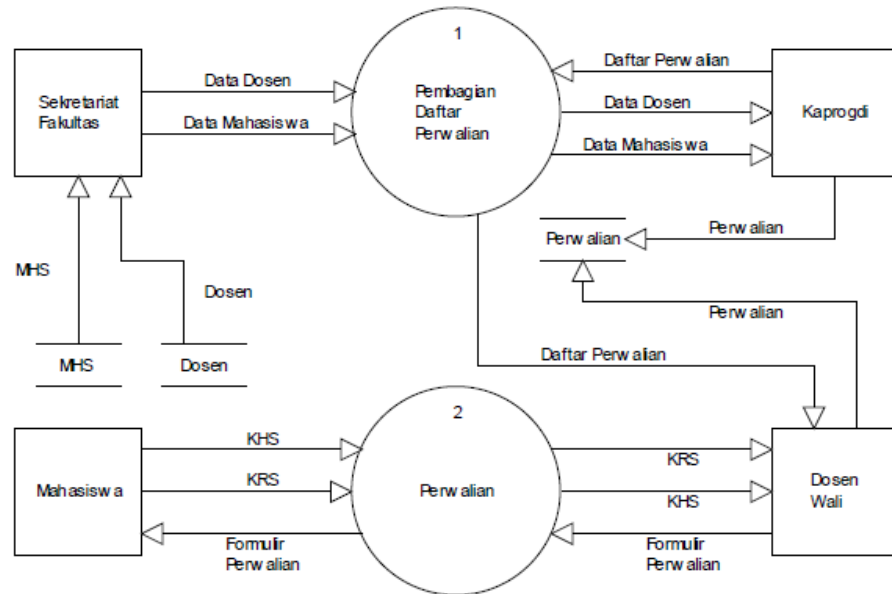 1
Sekretariat
Fakultas
Data Dosen
Data Mahasiswa
Pembagian
Daftar
Perwalian
Daftar Perwalian
Data Dosen
Data Mahasiswa
Kaprogdi
MHS
Dosen
Perwalian
Perwalian
Perwalian
MHS
Dosen
Daftar Perwalian
2
Mahasiswa
KHS
KRS
Formulir
Perwalian
Perwalian
KRS
KHS
Formulir
Perwalian
Dosen
Wali